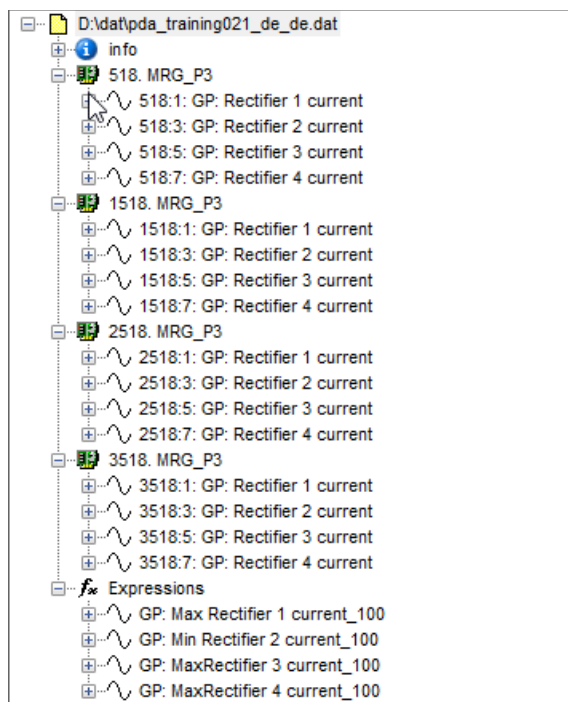 D:\dat\pda_training021_de_de.dat
info
518. MRG_P3
518:1: GP: Rectifier 1 current
518:3: GP: Rectifier 2 current
518:5: GP: Rectifier 3 current
518:7: GP: Rectifier 4 current
1518. MRG_P3
1518:1: GP: Rectifier 1 current
1518:3: GP: Rectifier 2 current
1518:5: GP: Rectifier 3 current
1518:7: GP: Rectifier 4 current
2518. MRG_P3
2518:1: GP: Rectifier 1 current
2518:3: GP: Rectifier 2 current
2518:5: GP: Rectifier 3 current
2518:7: GP: Rectifier 4 current
3518. MRG_P3
3518:1: GP: Rectifier 1 current
3518:3: GP: Rectifier 2 current
3518:5: GP: Rectifier 3 current
3518:7: GP: Rectifier 4 current
fx Expressions
GP: Max Rectifier 1 current_100
GP: Min Rectifier 2 current_100
GP: MaxRectifier 3 current_100
GP: MaxRectifier 4 current_100